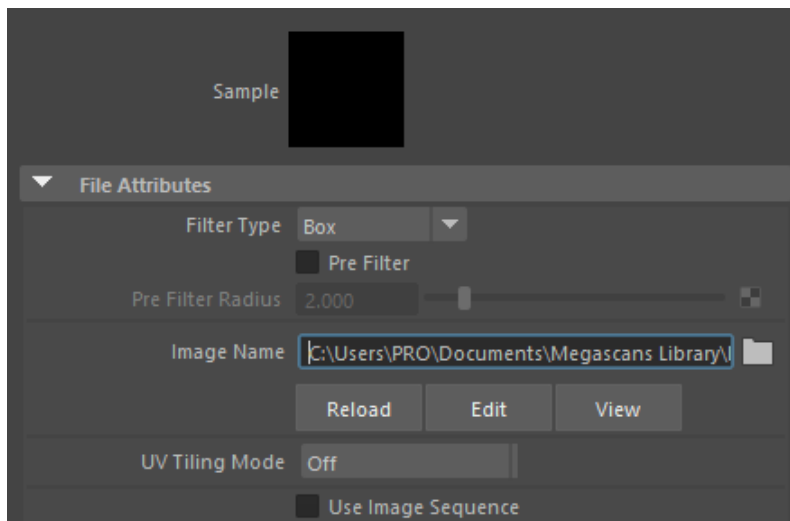 Sample
File Attributes
Filter Type Box
Pre Filter
Pre Filter Radius 2.000
Image Name C:\Users\PRO\Documents\Megascans Library\
Reload Edit View
UV Tiling Mode Off
Use Image Sequence